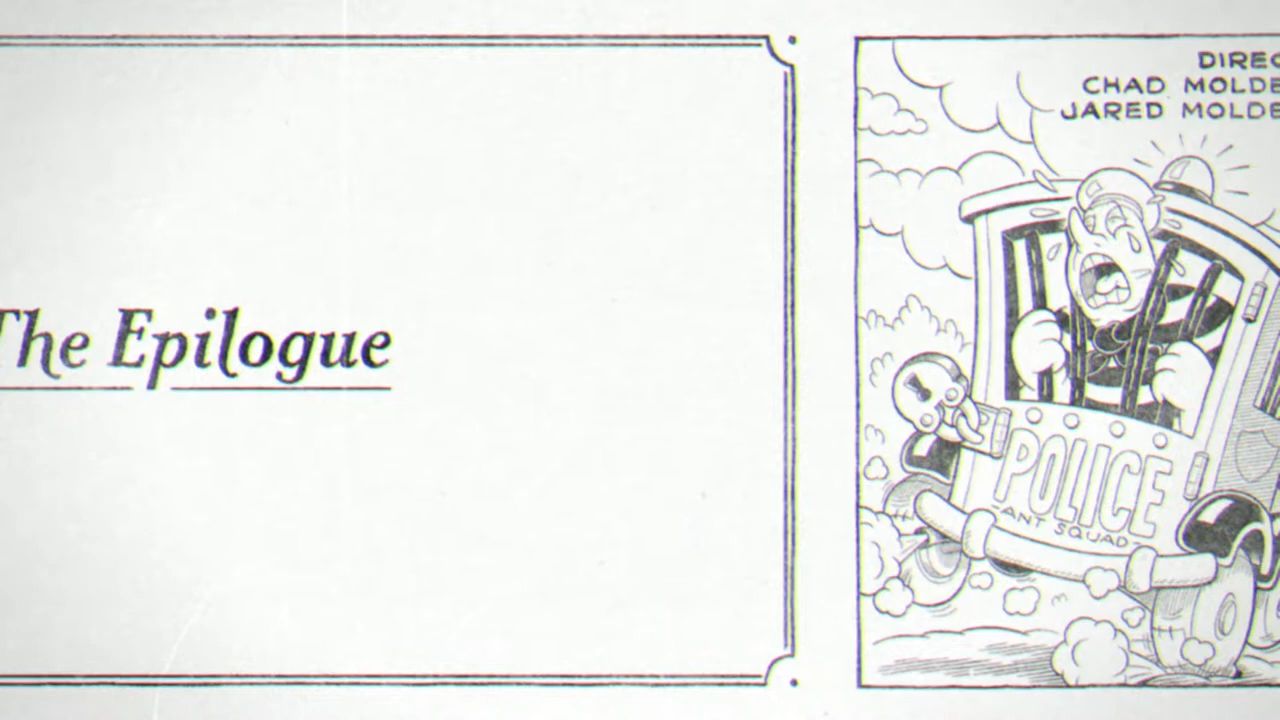 The Epilogue
DIREC
CHAD MOLDE
JARED MOLDE
POLICE
-ANT SQUAD-